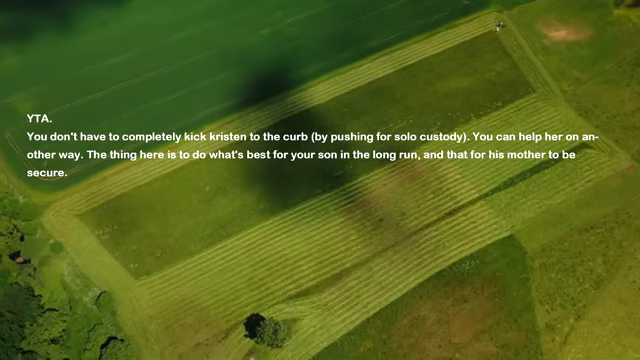 YTA.
You don't have to completely kick kristen to the curb (by pushing for solo custody). You can help her on an-
other way. The thing here is to do what's best for your son in the long run, and that for his mother to be
secure.